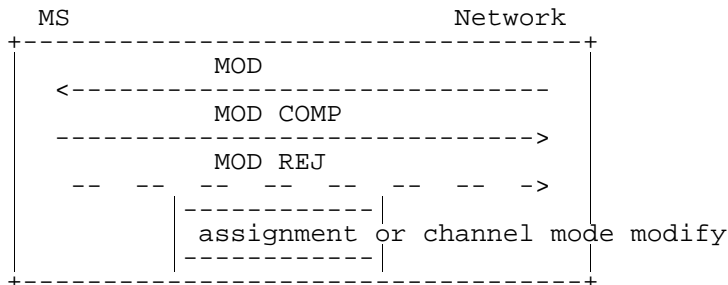 MS Network
MOD
MOD COMP
MOD REJ
assignment or channel mode modify